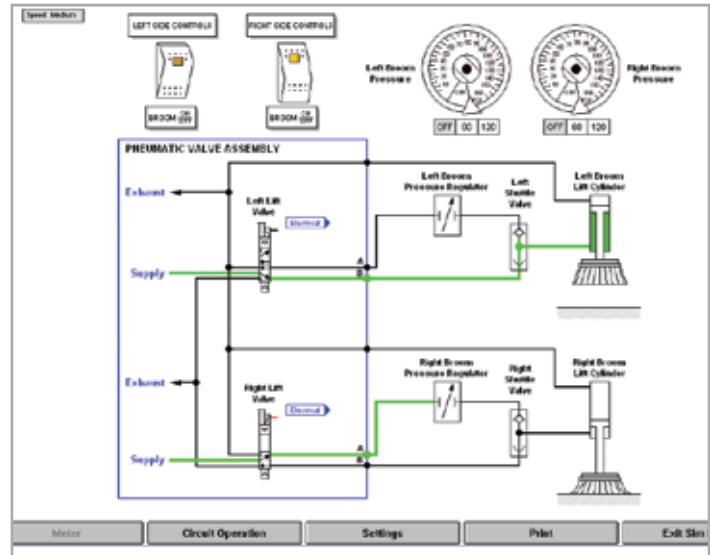 Speed: Medium
LEFT SIDE CONTROLS
RIGHT SIDE CONTROLS
BROOM ON OFF
BROOM ON OFF
Left Broom
Pressure
Right Broom
Pressure
OFF 60 120
OFF 60 120
PNEUMATIC VALVE ASSEMBLY
Exhaust
Left Lift
Valve
Supply
A
B
Left Broom
Pressure Regulator
Left
Shuttle
Valve
Left Broom
Lift Cylinder
Exhaust
Right Lift
Valve
Supply
A
B
Right Broom
Pressure Regulator
Right
Shuttle
Valve
Right Broom
Lift Cylinder
Meter
Circuit Operation
Settings
Print
Exit Sim